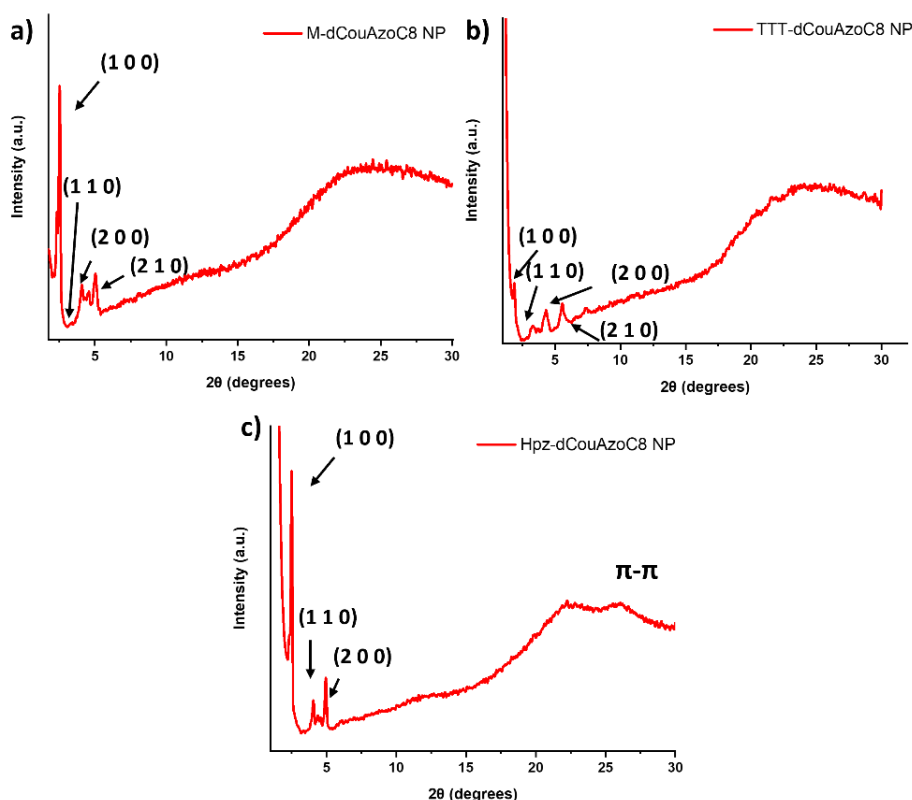 a)
M-dCouAzoC8 NP
(1 0 0)
(1 1 0)
(2 0 0)
(2 1 0)
Intensity (a.u.)
5 10 15 20 25 30
2θ (degrees)
b)
TTT-dCouAzoC8 NP
(1 0 0)
(1 1 0)
(2 0 0)
(2 1 0)
Intensity (a.u.)
5 10 15 20 25 30
2θ (degrees)
c)
Hpz-dCouAzoC8 NP
(1 0 0)
π-π
(1 1 0)
(2 0 0)
Intensity (a.u.)
5 10 15 20 25 30
2θ (degrees)